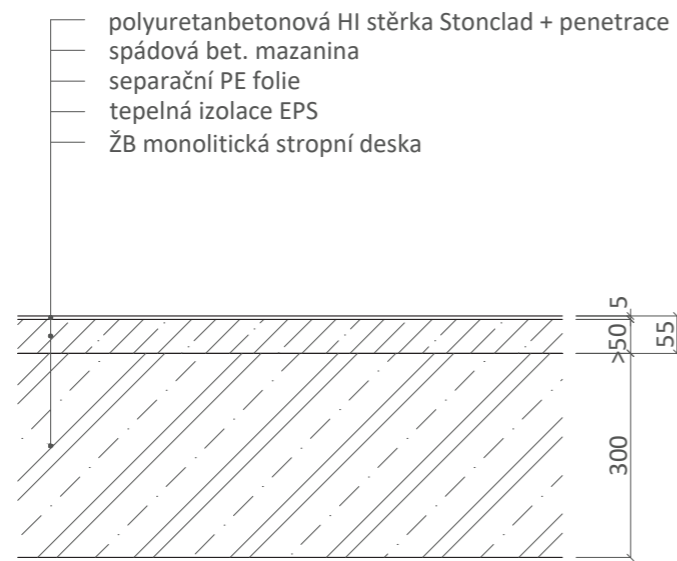 polyuretanbetonová HI stěrka Stonclad + penetrace
spádová bet. mazanina
separační PE folie
tepelná izolace EPS
ŽB monolitická stropní deska
5
>50
55
300